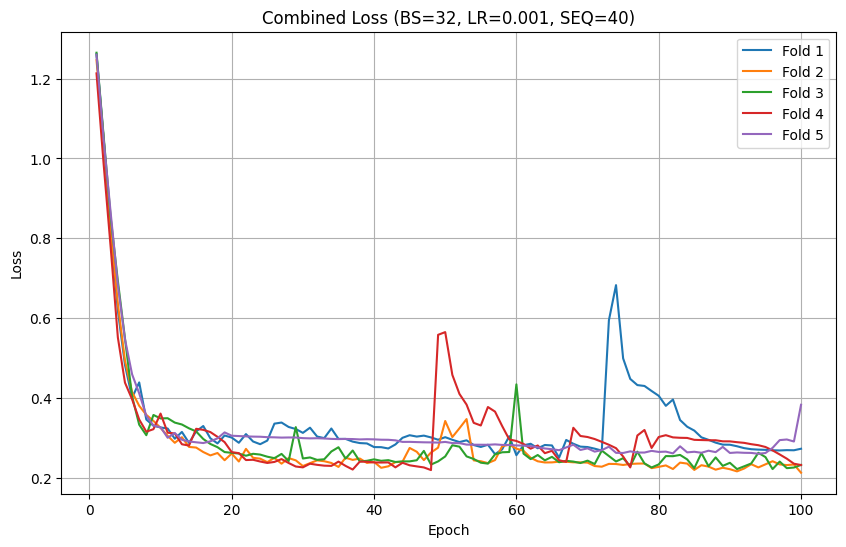 Combined Loss (BS=32, LR=0.001, SEQ=40)
Fold 1
Fold 2
Fold 3
Fold 4
Fold 5
Loss
1.2
1.0
0.8
0.6
0.4
0.2
0 20 40 60 80 100
Epoch